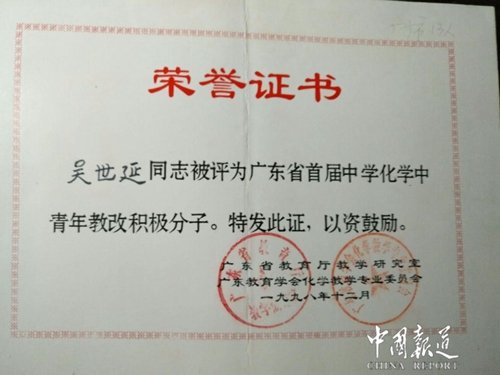 荣誉证书
吴世延同志被评为广东省首届中学化学中
青年教改积极分子。特发此证，以资鼓励。
广东省教育厅教学研究室
广东教育学会化学教学专业委员会
一九九八年十二月
中國報道
CHINA REPORT